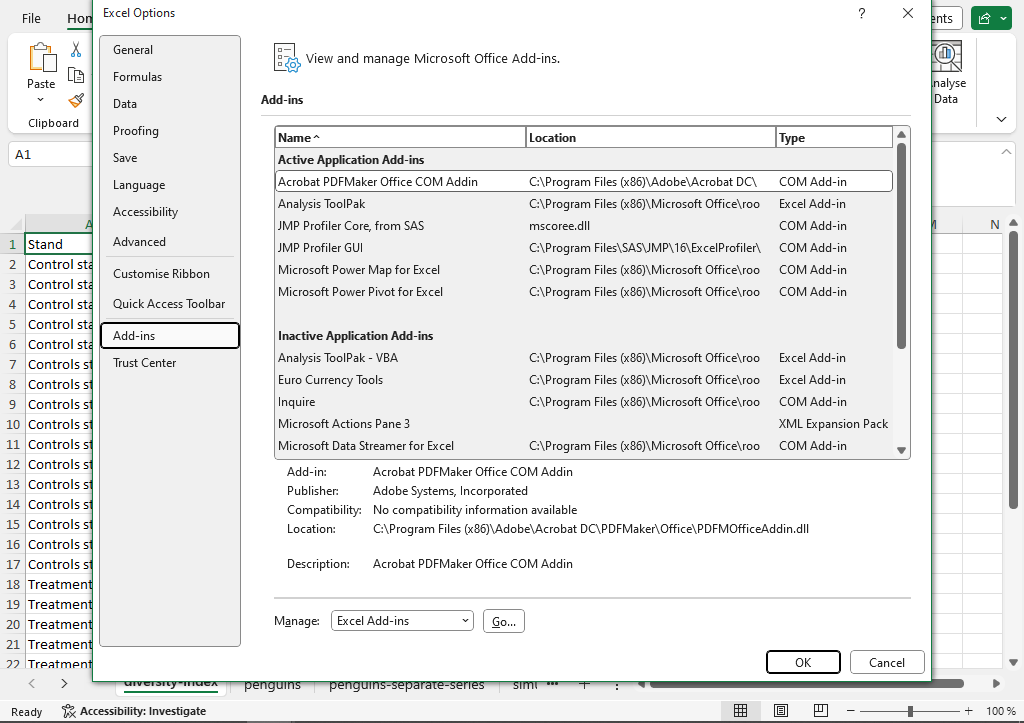 File
Hom
Excel Options
?
ents
Paste
Clipboard
nalyse
Data
A1
General
Formulas
Data
Proofing
Save
Language
Accessibility
Advanced
Customise Ribbon
Quick Access Toolbar
Add-ins
Trust Center
View and manage Microsoft Office Add-ins.
Add-ins
Name Location Type
Active Application Add-ins
Acrobat PDFMaker Office COM Addin C:\Program Files (x86)\Adobe\Acrobat DC\ COM Add-in
Analysis ToolPak C:\Program Files (x86)\Microsoft Office\roo Excel Add-in
JMP Profiler Core, from SAS mscoree.dll COM Add-in
JMP Profiler GUI C:\Program Files\SAS\JMP\16\ExcelProfiler\ COM Add-in
Microsoft Power Map for Excel C:\Program Files (x86)\Microsoft Office\roo COM Add-in
Microsoft Power Pivot for Excel C:\Program Files (x86)\Microsoft Office\roo COM Add-in
Inactive Application Add-ins
Analysis ToolPak - VBA C:\Program Files (x86)\Microsoft Office\roo Excel Add-in
Euro Currency Tools C:\Program Files (x86)\Microsoft Office\roo Excel Add-in
Inquire C:\Program Files (x86)\Microsoft Office\roo COM Add-in
Microsoft Actions Pane 3 XML Expansion Pack
Microsoft Data Streamer for Excel C:\Program Files (x86)\Microsoft Office\roo COM Add-in
Add-in: Acrobat PDFMaker Office COM Addin
Publisher: Adobe Systems, Incorporated
Compatibility: No compatibility information available
Location: C:\Program Files (x86)\Adobe\Acrobat DC\PDFMaker\Office\PDFMOfficeAddin.dll
Description: Acrobat PDFMaker Office COM Addin
Manage: Excel Add-ins Go...
OK Cancel
A M N
1 Stand
2 Control sta
3 Control sta
4 Control sta
5 Control sta
6 Control sta
7 Controls st
8 Controls st
9 Controls st
10 Controls st
11 Controls st
12 Controls st
13 Controls st
14 Controls st
15 Controls st
16 Controls st
17 Controls st
18 Treatment
19 Treatment
20 Treatment
21 Treatment
22 Treatment
diversity-index penguins penguins-separate-series sim ...
Ready Accessibility: Investigate 100 %